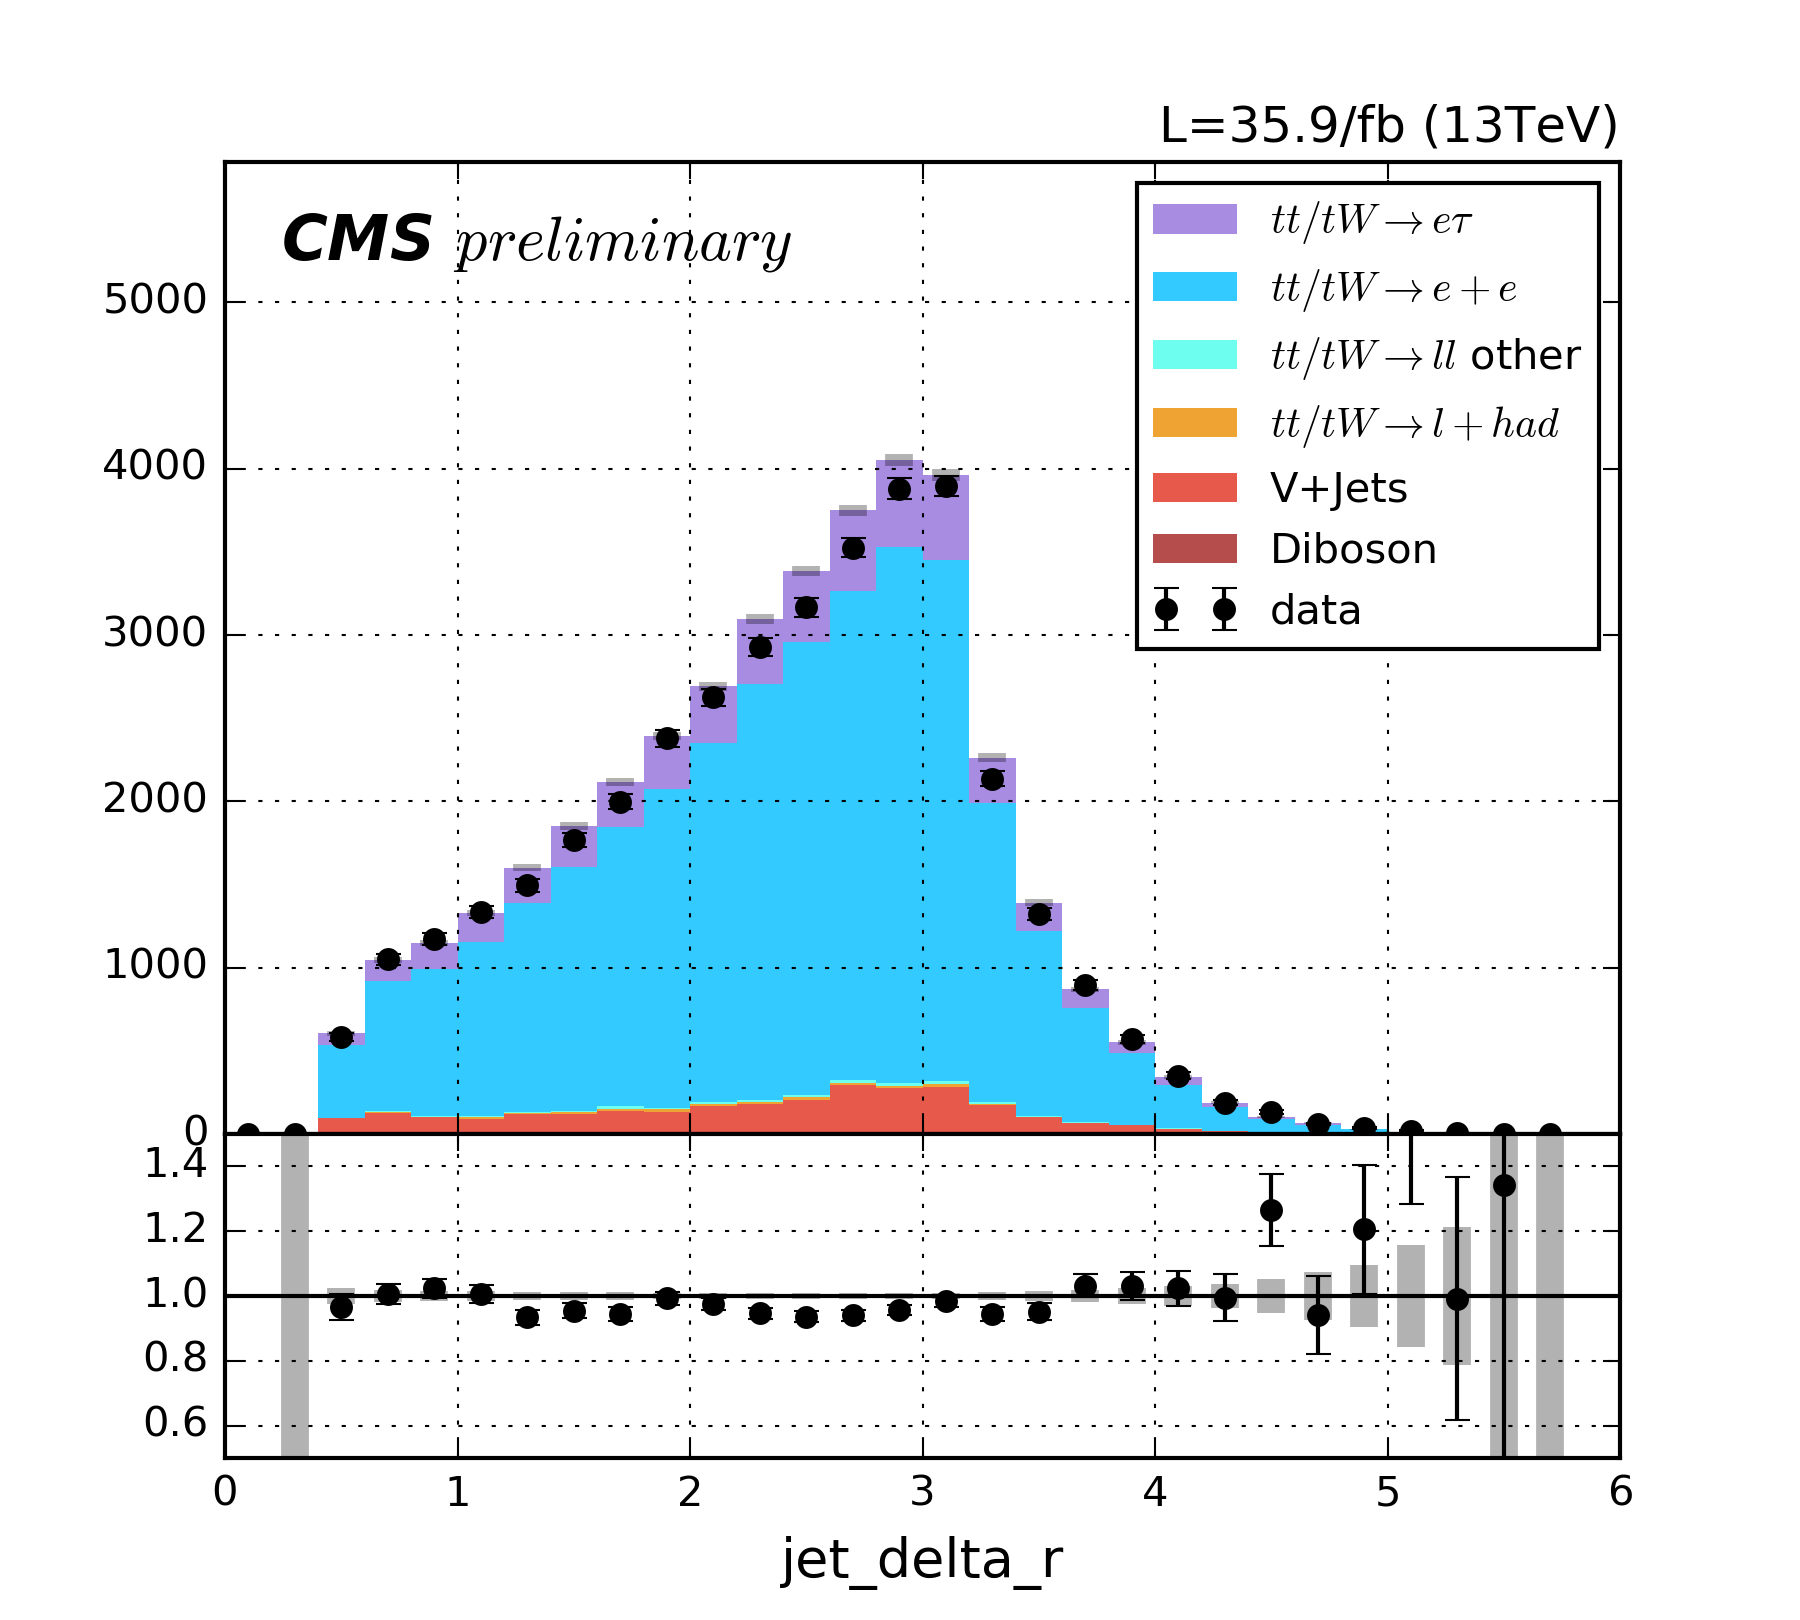 L=35.9/fb (13TeV)
CMS preliminary
tt/tW → eτ
tt/tW → e + e
tt/tW → ll other
tt/tW → l + had
V+Jets
Diboson
data
5000
4000
3000
2000
1000
0
1.4
1.2
1.0
0.8
0.6
0 1 2 3 4 5 6
jet_delta_r